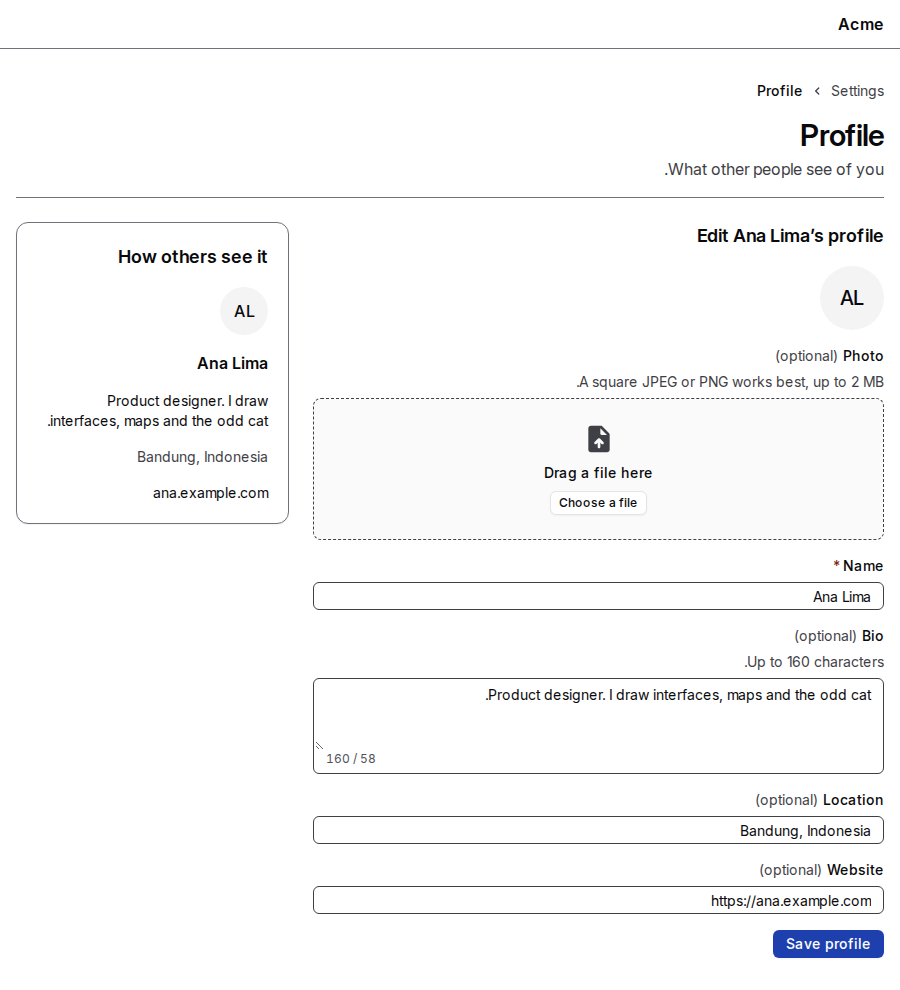 Acme
Settings
Profile
Profile
.What other people see of you
Edit Ana Lima’s profile
AL
Photo (optional)
.A square JPEG or PNG works best, up to 2 MB
Drag a file here
Choose a file
Name *
Ana Lima
Bio (optional)
.Up to 160 characters
.Product designer. I draw interfaces, maps and the odd cat
160 / 58
Location (optional)
Bandung, Indonesia
Website (optional)
https://ana.example.com
Save profile
How others see it
AL
Ana Lima
Product designer. I draw
.interfaces, maps and the odd cat
Bandung, Indonesia
ana.example.com